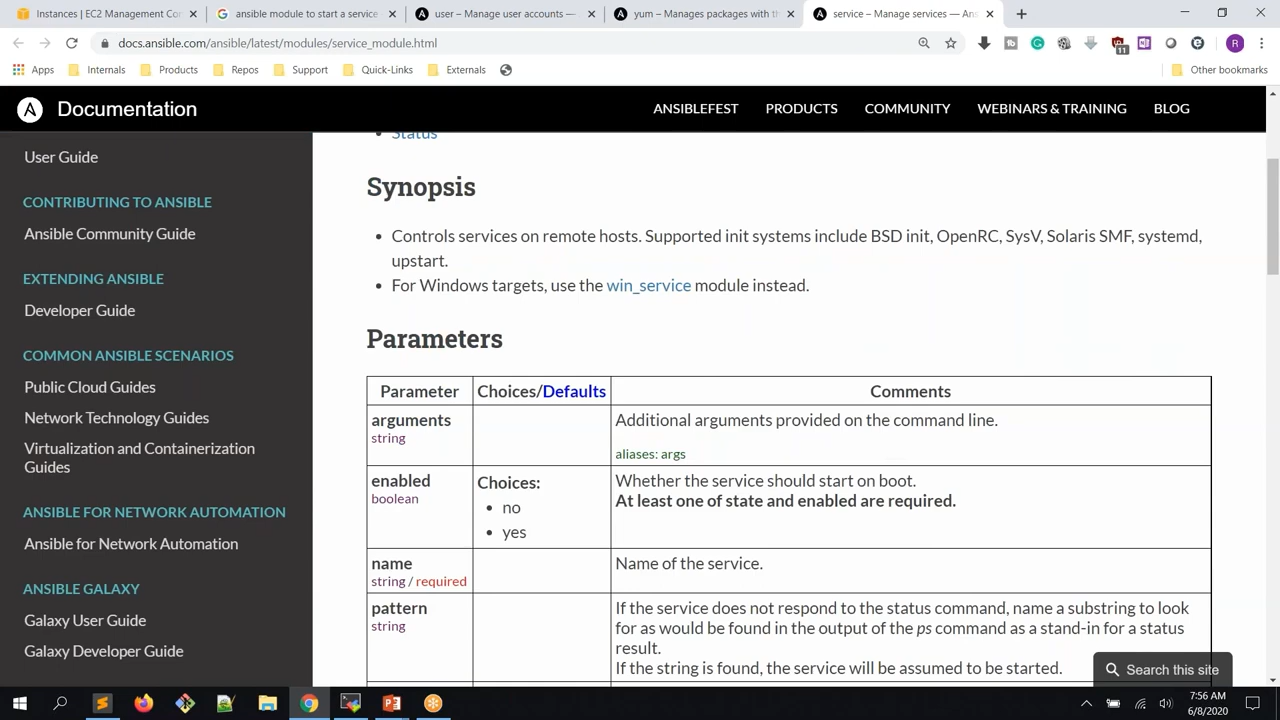 Instances | EC2 Management Con
ansible module to start a service
user – Manage user accounts —
yum – Manages packages with th
service – Manage services — Ans
docs.ansible.com/ansible/latest/modules/service_module.html
11
R
Apps
Internals
Products
Repos
Support
Quick-Links
Externals
Other bookmarks
A
Documentation
ANSIBLEFEST
PRODUCTS
COMMUNITY
WEBINARS & TRAINING
BLOG
User Guide
CONTRIBUTING TO ANSIBLE
Ansible Community Guide
EXTENDING ANSIBLE
Developer Guide
COMMON ANSIBLE SCENARIOS
Public Cloud Guides
Network Technology Guides
Virtualization and Containerization
Guides
ANSIBLE FOR NETWORK AUTOMATION
Ansible for Network Automation
ANSIBLE GALAXY
Galaxy User Guide
Galaxy Developer Guide
• Status
Synopsis
• Controls services on remote hosts. Supported init systems include BSD init, OpenRC, SysV, Solaris SMF, systemd,
upstart.
• For Windows targets, use the win_service module instead.
Parameters
Parameter
Choices/Defaults
Comments
arguments
string
Additional arguments provided on the command line.
aliases: args
enabled
boolean
Choices:
• no
• yes
Whether the service should start on boot.
At least one of state and enabled are required.
name
string / required
Name of the service.
pattern
string
If the service does not respond to the status command, name a substring to look
for as would be found in the output of the ps command as a stand-in for a status
result.
If the string is found, the service will be assumed to be started.
Search this site
7:56 AM
6/8/2020